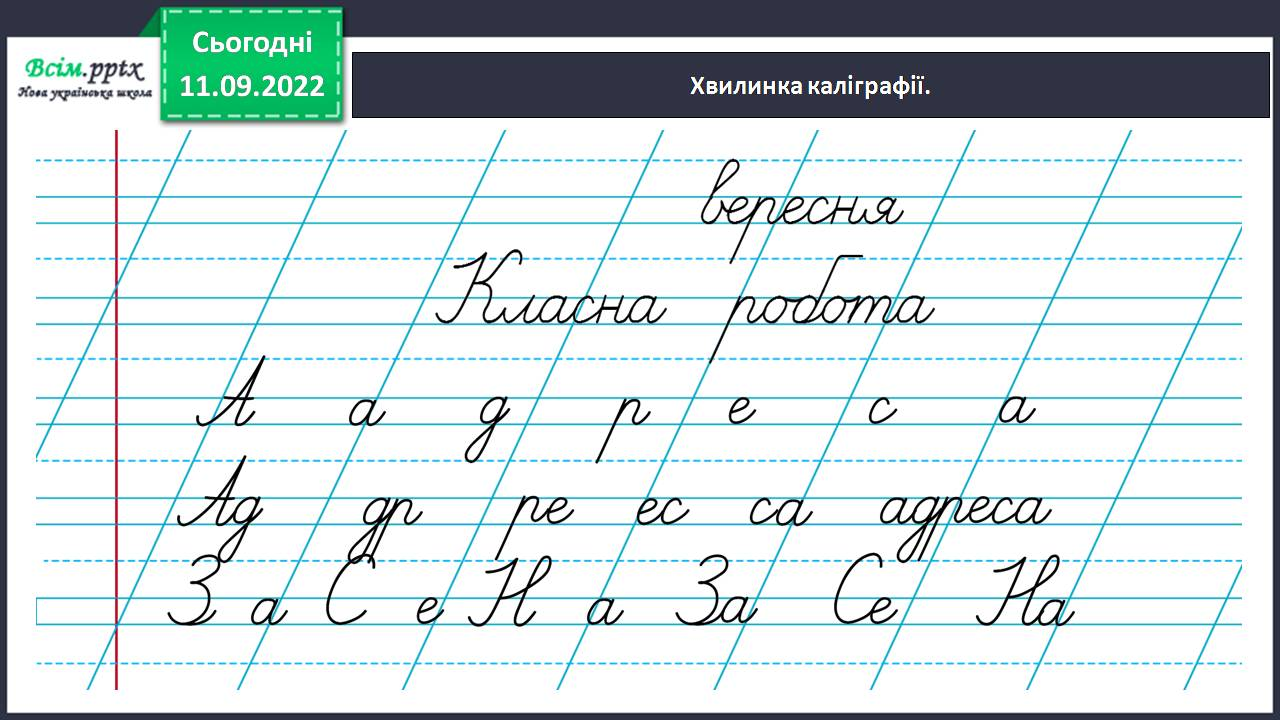 Всім.pptx
Нова українська школа
Сьогодні
11.09.2022
Хвилинка каліграфії.
вересня
Класна робота
А а д р е с а
Ад др ре ес са адреса
З а С е Н а За Се На